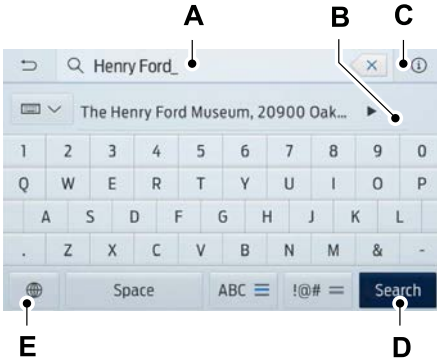 A B C
Henry Ford_
The Henry Ford Museum, 20900 Oak...
1 2 3 4 5 6 7 8 9 0
Q W E R T Y U I O P
A S D F G H J K L
. Z X C V B N M & -
Space ABC !@# Search
E D